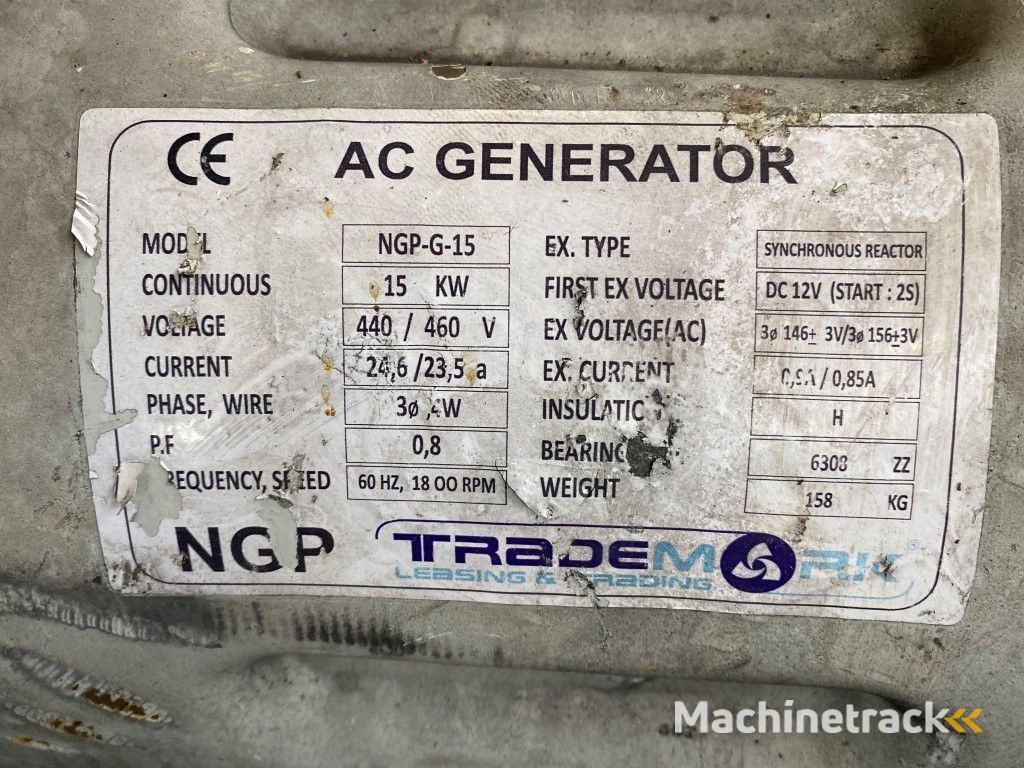 CE AC GENERATOR
MODEL NGP-G-15 EX. TYPE SYNCHRONOUS REACTOR
CONTINUOUS 15 KW FIRST EX VOLTAGE DC 12V (START : 2S)
VOLTAGE 440 / 460 V EX VOLTAGE(AC) 3ø 146± 3V/3ø 156±3V
CURRENT 24,6 /23,5 a EX. CURRENT / 0,85A
PHASE, WIRE 3ø ,4W H
P.F 0,8 BEARING 6308 ZZ
FREQUENCY, SPEED 60 HZ, 18 OO RPM WEIGHT 158 KG
NGP TRADEMORK ®
LEASING & TRADING
Machinetrack